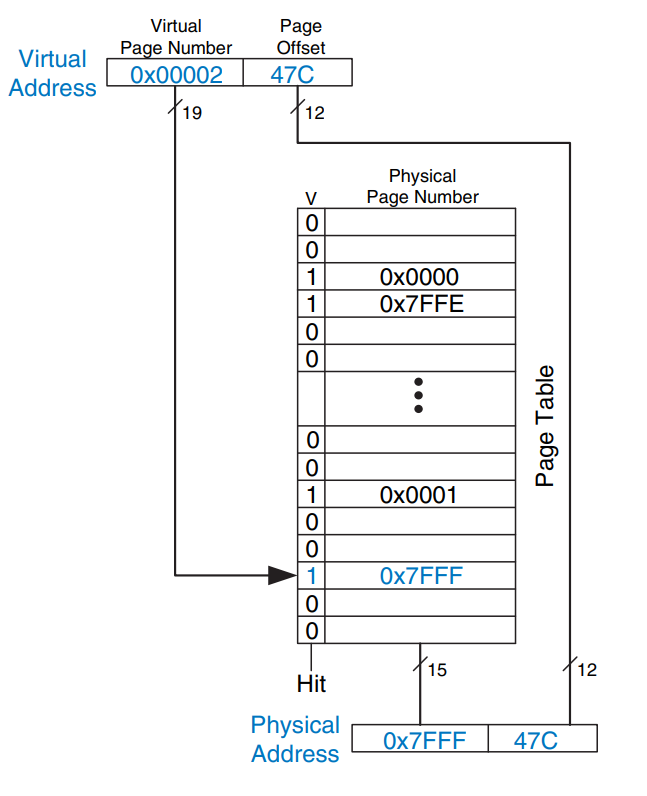 Virtual
Page Number
Page
Offset
Virtual
Address
0x00002
47C
19
12
Physical
Page Number
V
0
0
1 0x0000
1 0x7FFE
0
0
0
0
1 0x0001
0
0
1 0x7FFF
0
0
Page Table
15
12
Hit
Physical
Address
0x7FFF
47C